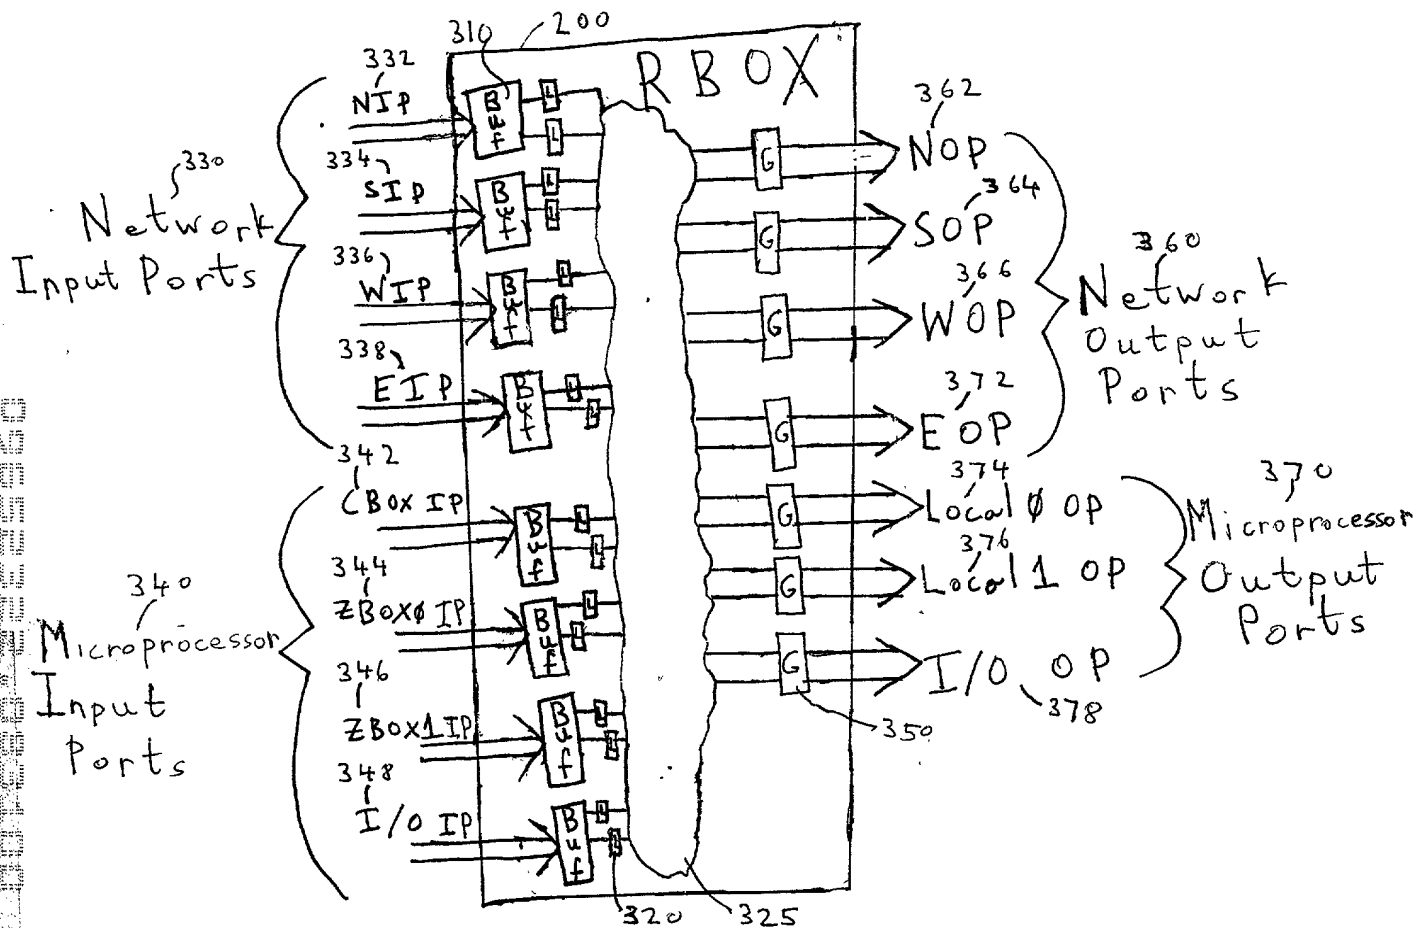 310
200
R BOX
332
NIP
Buf
L
L
G
362
NOP
330
Network
Input Ports
334
SIP
Buf
L
L
G
364
SOP
336
WIP
Buf
L
L
G
366
WOP
360
Network
Output
Ports
338
EIP
Buf
L
L
G
372
EOP
342
CBOX IP
Buf
L
L
G
374
Local 0 OP
370
Microprocessor
Output
Ports
344
ZBOX0 IP
Buf
L
L
G
376
Local 1 OP
340
Microprocessor
Input
Ports
346
ZBOX1 IP
Buf
L
L
G
350
I/O OP
378
348
I/O IP
Buf
L
L
320
325